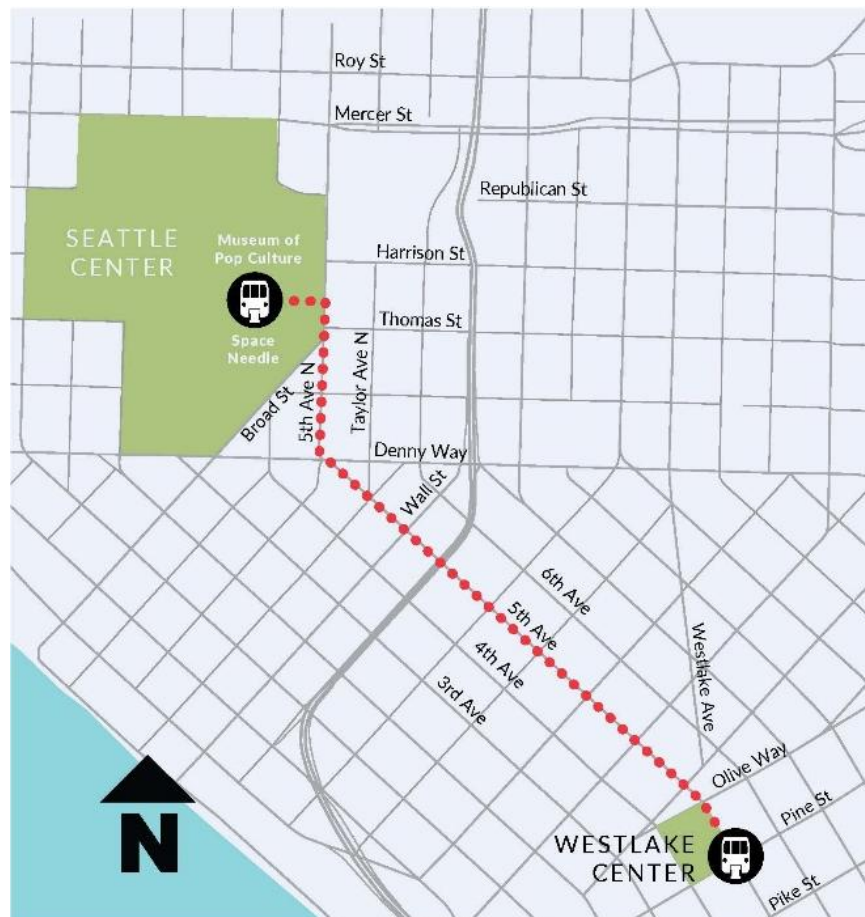 Roy St
Mercer St
Republican St
SEATTLE
CENTER
Museum of
Pop Culture
Harrison St
Space
Needle
Thomas St
Broad St
5th Ave N
Taylor Ave N
Denny Way
Wall St
6th Ave
5th Ave
4th Ave
3rd Ave
Westlake Ave
Olive Way
Pine St
WESTLAKE
CENTER
Pike St
N